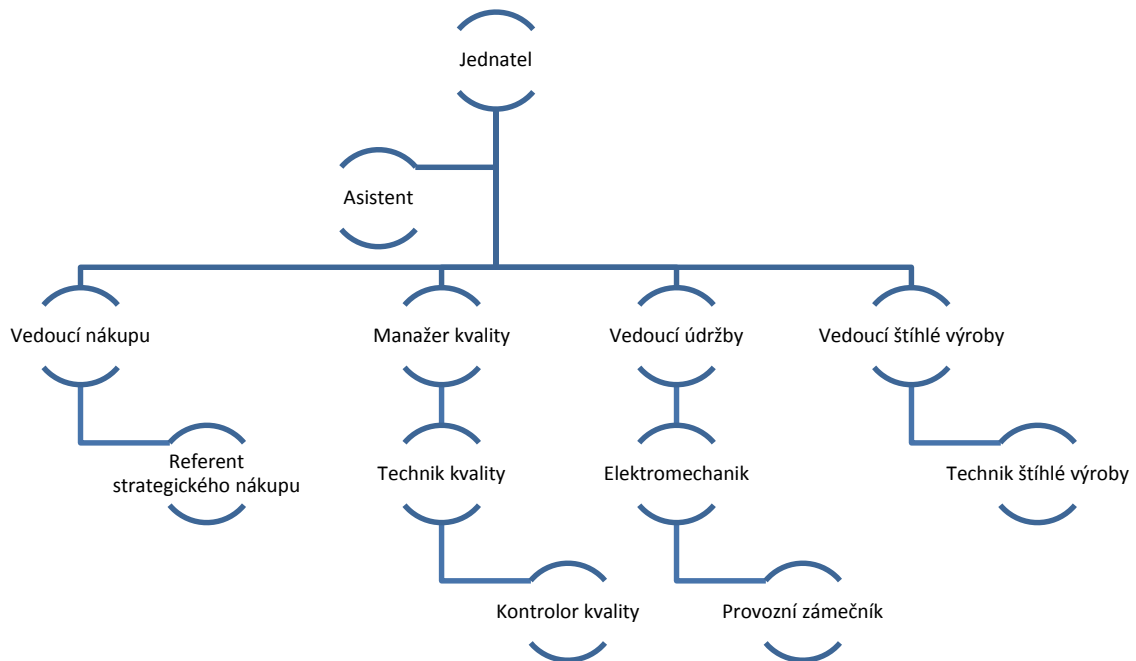 Jednatel
Asistent
Vedoucí nákupu
Manažer kvality
Vedoucí údržby
Vedoucí štíhlé výroby
Referent
strategického nákupu
Technik kvality
Elektromechanik
Technik štíhlé výroby
Kontrolor kvality
Provozní zámečník